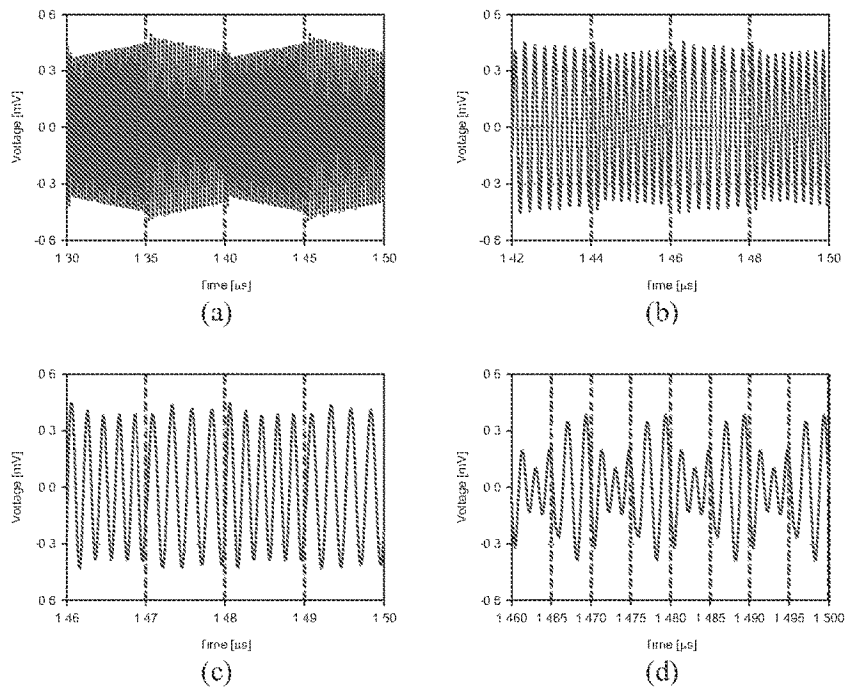 0.6
0.3
0.0
-0.3
-0.6
Voltage [mV]
1.30 1.35 1.40 1.45 1.50
Time [μs]
(a)
0.6
0.3
0.0
-0.3
-0.6
Voltage [mV]
1.42 1.44 1.46 1.48 1.50
Time [μs]
(b)
0.6
0.3
0.0
-0.3
-0.6
Voltage [mV]
1.46 1.47 1.48 1.49 1.50
Time [μs]
(c)
0.6
0.3
0.0
-0.3
-0.6
Voltage [mV]
1.460 1.465 1.470 1.475 1.480 1.485 1.490 1.495 1.500
Time [μs]
(d)